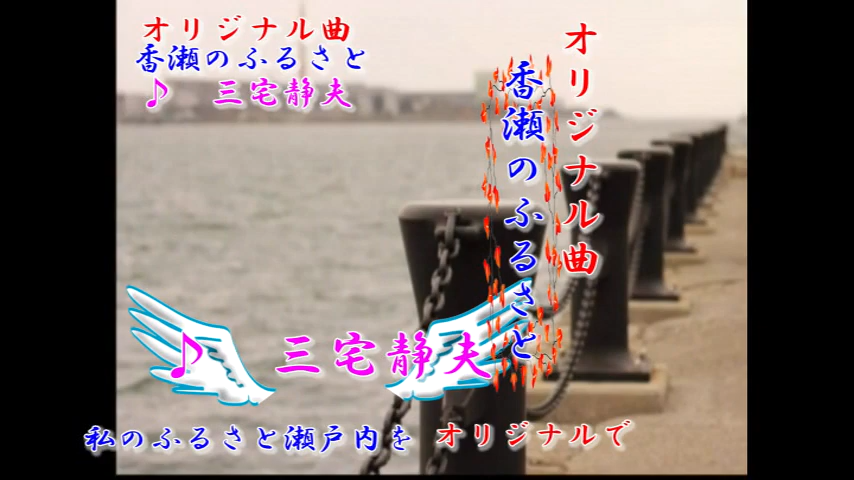 オリジナル曲
香瀬のふるさと
♪ 三宅静夫
オリジナル曲
香瀬のふるさと
♪ 三宅静夫
私のふるさと瀬戸内を オリジナルで